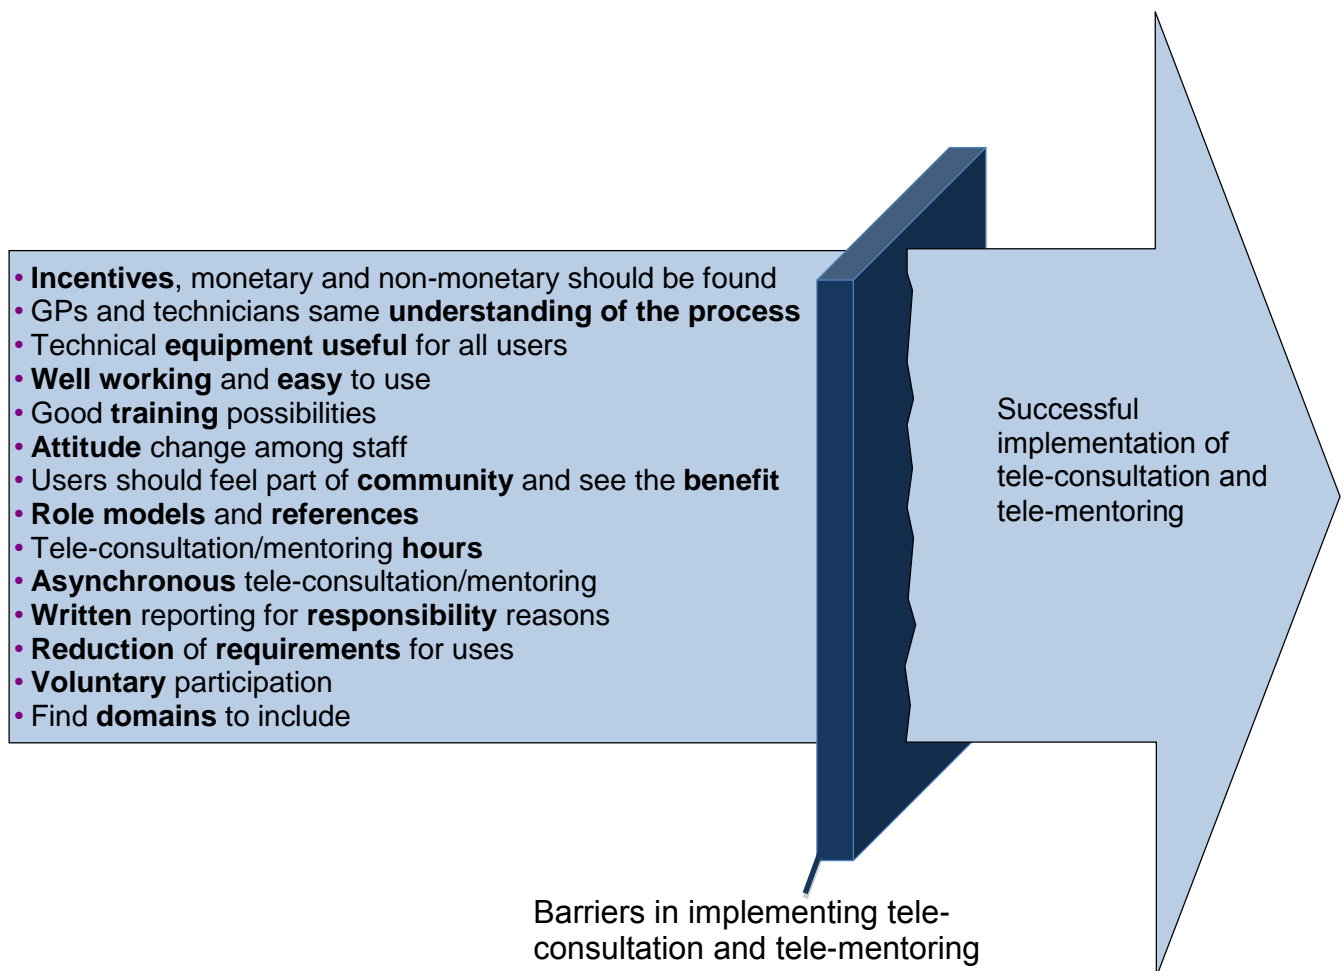 • Incentives, monetary and non-monetary should be found
• GPs and technicians same understanding of the process
• Technical equipment useful for all users
• Well working and easy to use
• Good training possibilities
• Attitude change among staff
• Users should feel part of community and see the benefit
• Role models and references
• Tele-consultation/mentoring hours
• Asynchronous tele-consultation/mentoring
• Written reporting for responsibility reasons
• Reduction of requirements for uses
• Voluntary participation
• Find domains to include
Successful
implementation of
tele-consultation and
tele-mentoring
Barriers in implementing tele-
consultation and tele-mentoring